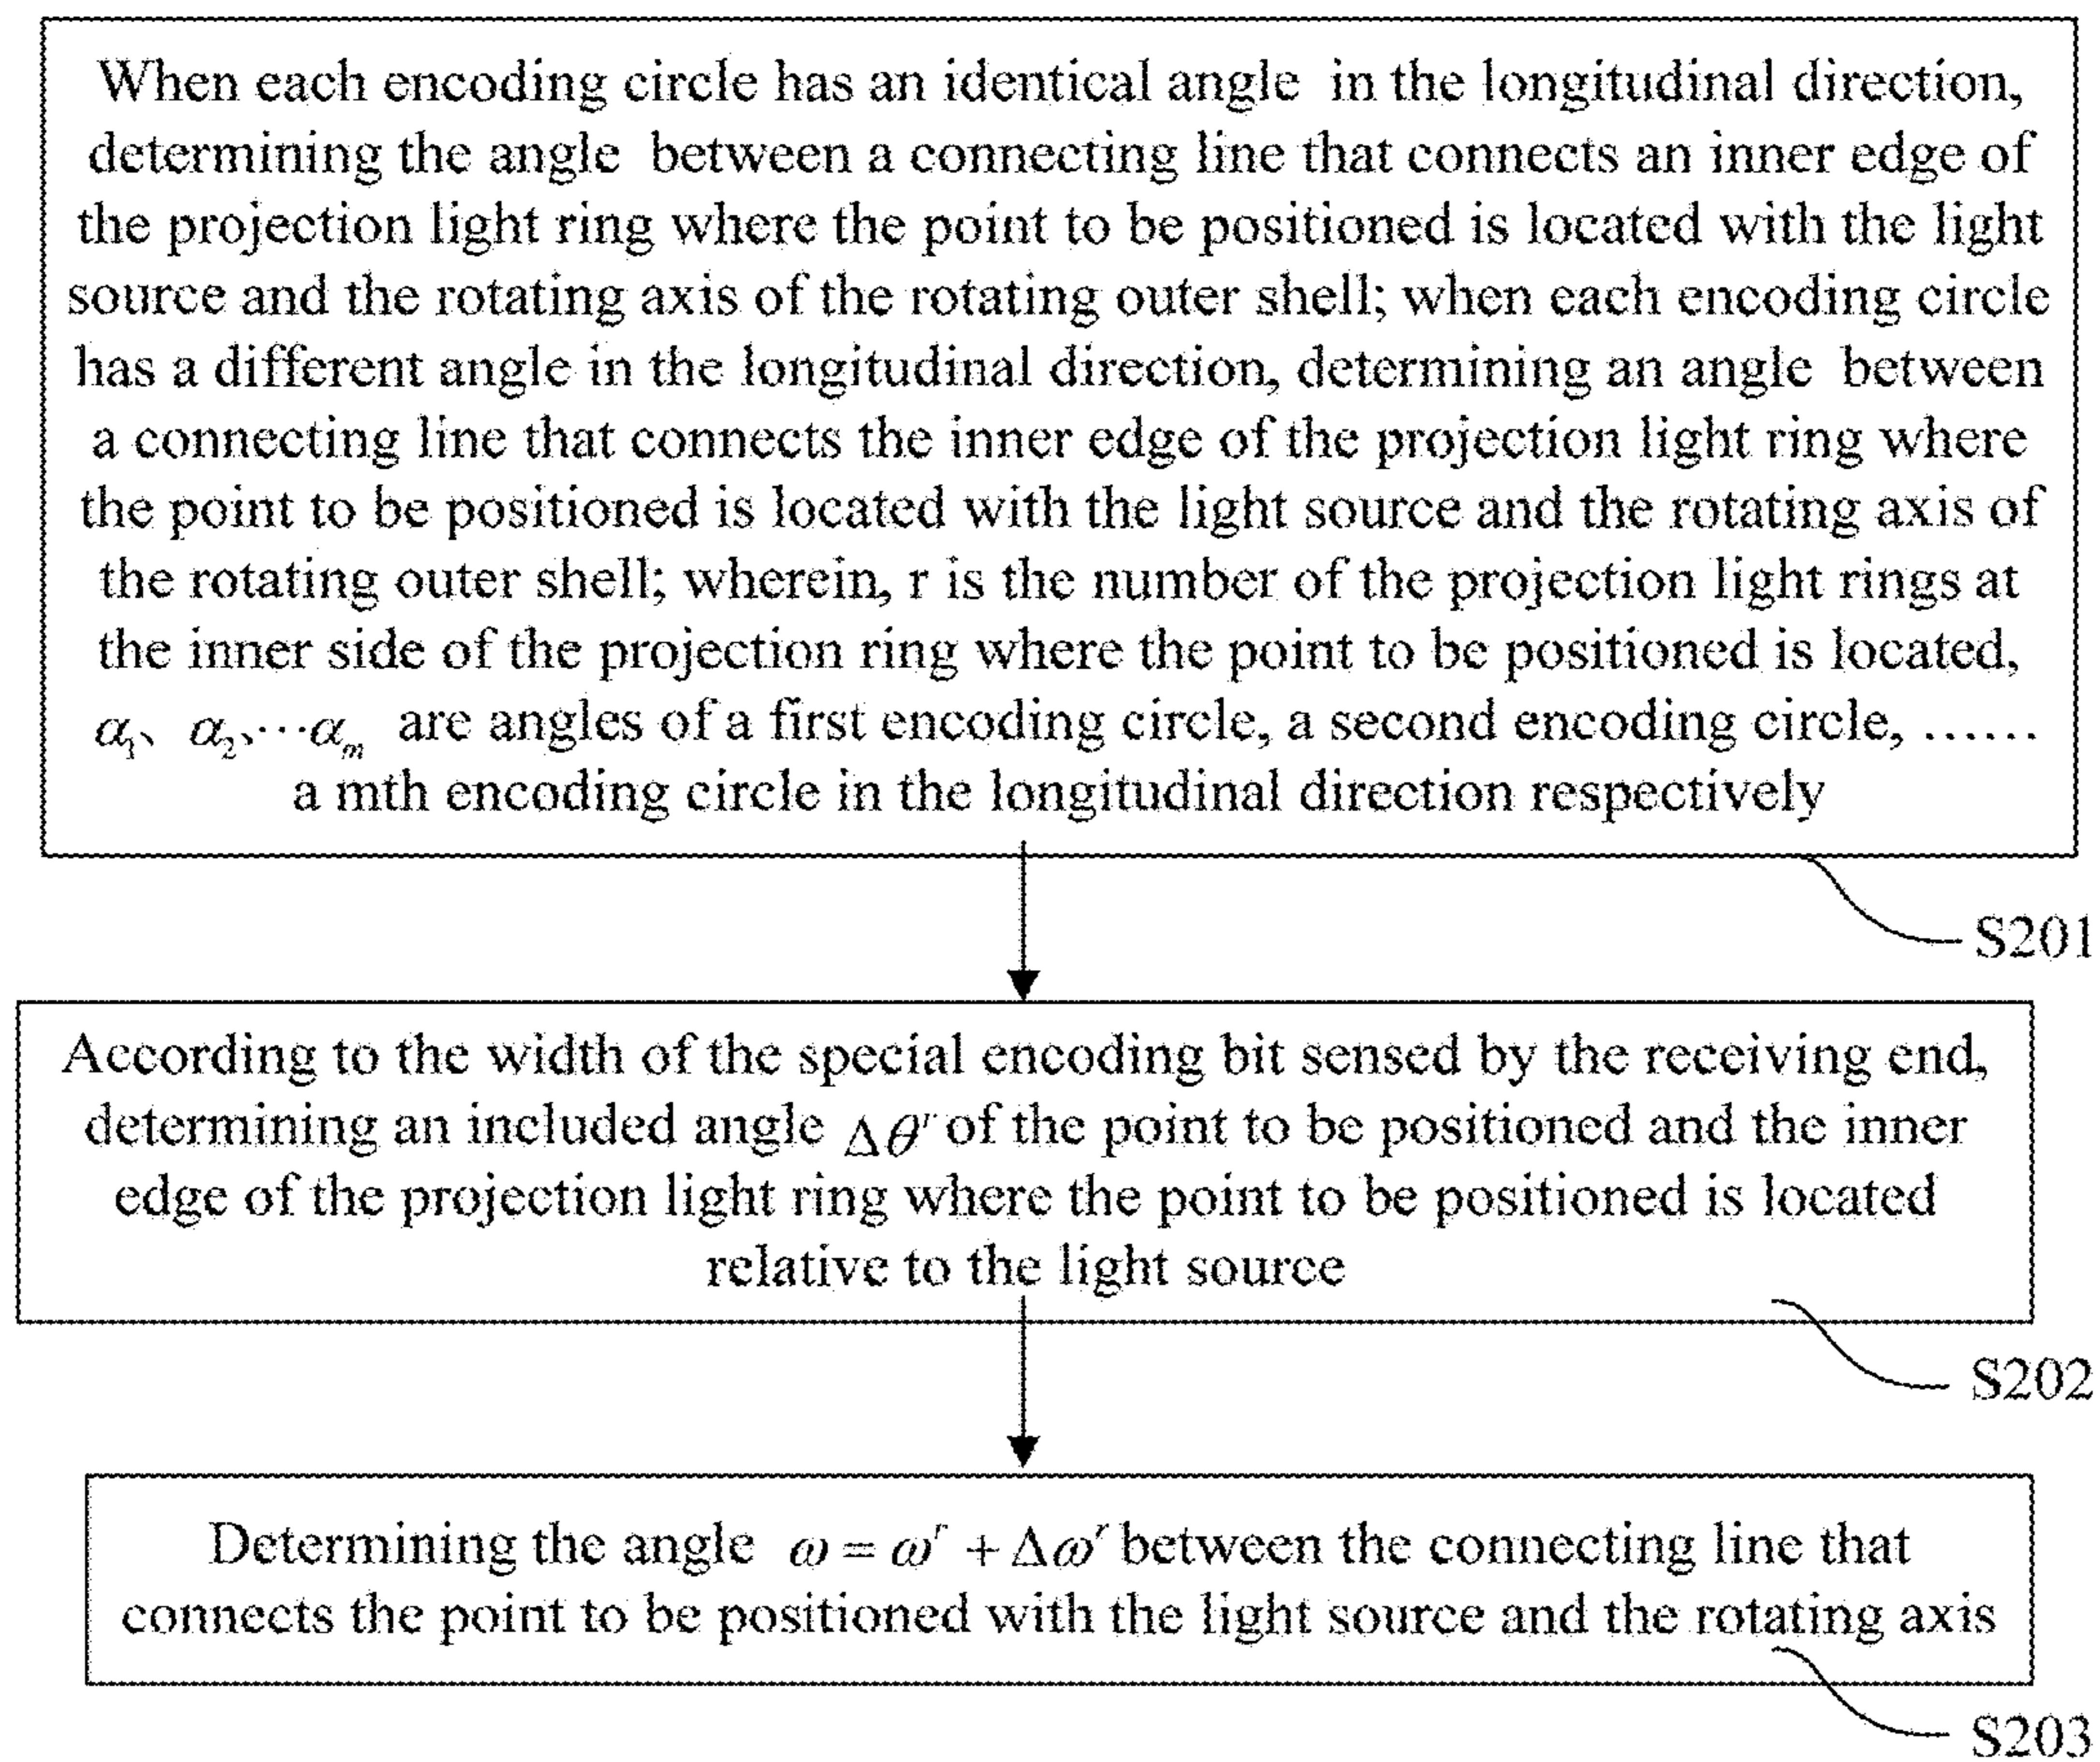 When each encoding circle has an identical angle in the longitudinal direction,
determining the angle between a connecting line that connects an inner edge of
the projection light ring where the point to be positioned is located with the light
source and the rotating axis of the rotating outer shell; when each encoding circle
has a different angle in the longitudinal direction, determining an angle between
a connecting line that connects the inner edge of the projection light ring where
the point to be positioned is located with the light source and the rotating axis of
the rotating outer shell; wherein, r is the number of the projection light rings at
the inner side of the projection ring where the point to be positioned is located,
α₁、 α₂、···αₘ are angles of a first encoding circle, a second encoding circle, ......
a mth encoding circle in the longitudinal direction respectively
S201
According to the width of the special encoding bit sensed by the receiving end,
determining an included angle Δθʳ of the point to be positioned and the inner
edge of the projection light ring where the point to be positioned is located
relative to the light source
S202
Determining the angle ω = ωʳ + Δωʳ between the connecting line that
connects the point to be positioned with the light source and the rotating axis
S203